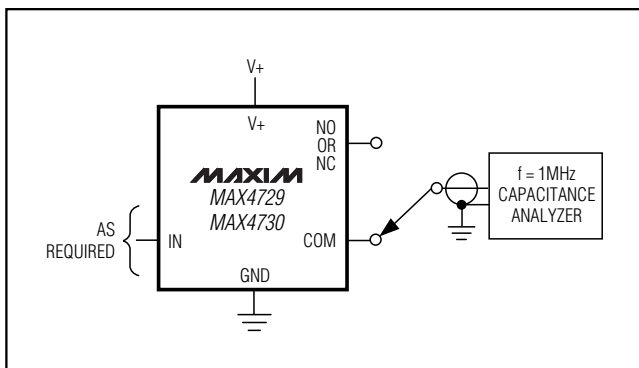 V+
V+
NO
OR
NC
MAXIM
MAX4729
MAX4730
AS
REQUIRED
IN
COM
GND
f = 1MHz
CAPACITANCE
ANALYZER